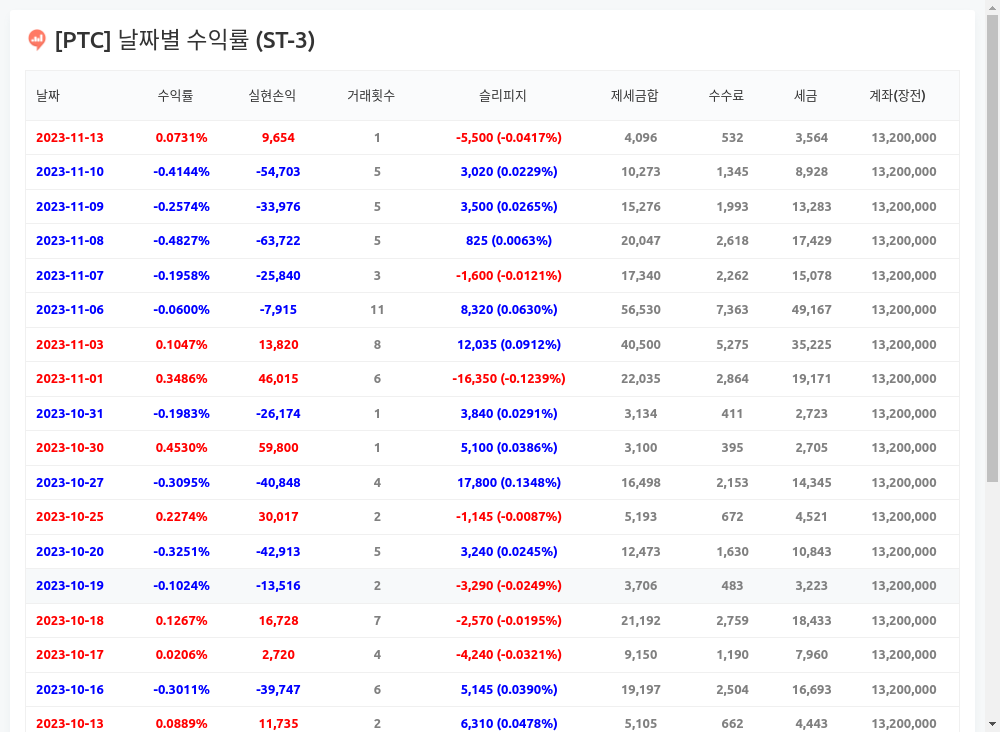 [PTC] 날짜별 수익률 (ST-3)
날짜 수익률 실현손익 거래횟수 슬리피지 제세금합 수수료 세금 계좌(장전)
2023-11-13 0.0731% 9,654 1 -5,500 (-0.0417%) 4,096 532 3,564 13,200,000
2023-11-10 -0.4144% -54,703 5 3,020 (0.0229%) 10,273 1,345 8,928 13,200,000
2023-11-09 -0.2574% -33,976 5 3,500 (0.0265%) 15,276 1,993 13,283 13,200,000
2023-11-08 -0.4827% -63,722 5 825 (0.0063%) 20,047 2,618 17,429 13,200,000
2023-11-07 -0.1958% -25,840 3 -1,600 (-0.0121%) 17,340 2,262 15,078 13,200,000
2023-11-06 -0.0600% -7,915 11 8,320 (0.0630%) 56,530 7,363 49,167 13,200,000
2023-11-03 0.1047% 13,820 8 12,035 (0.0912%) 40,500 5,275 35,225 13,200,000
2023-11-01 0.3486% 46,015 6 -16,350 (-0.1239%) 22,035 2,864 19,171 13,200,000
2023-10-31 -0.1983% -26,174 1 3,840 (0.0291%) 3,134 411 2,723 13,200,000
2023-10-30 0.4530% 59,800 1 5,100 (0.0386%) 3,100 395 2,705 13,200,000
2023-10-27 -0.3095% -40,848 4 17,800 (0.1348%) 16,498 2,153 14,345 13,200,000
2023-10-25 0.2274% 30,017 2 -1,145 (-0.0087%) 5,193 672 4,521 13,200,000
2023-10-20 -0.3251% -42,913 5 3,240 (0.0245%) 12,473 1,630 10,843 13,200,000
2023-10-19 -0.1024% -13,516 2 -3,290 (-0.0249%) 3,706 483 3,223 13,200,000
2023-10-18 0.1267% 16,728 7 -2,570 (-0.0195%) 21,192 2,759 18,433 13,200,000
2023-10-17 0.0206% 2,720 4 -4,240 (-0.0321%) 9,150 1,190 7,960 13,200,000
2023-10-16 -0.3011% -39,747 6 5,145 (0.0390%) 19,197 2,504 16,693 13,200,000
2023-10-13 0.0889% 11,735 2 6,310 (0.0478%) 5,105 662 4,443 13,200,000